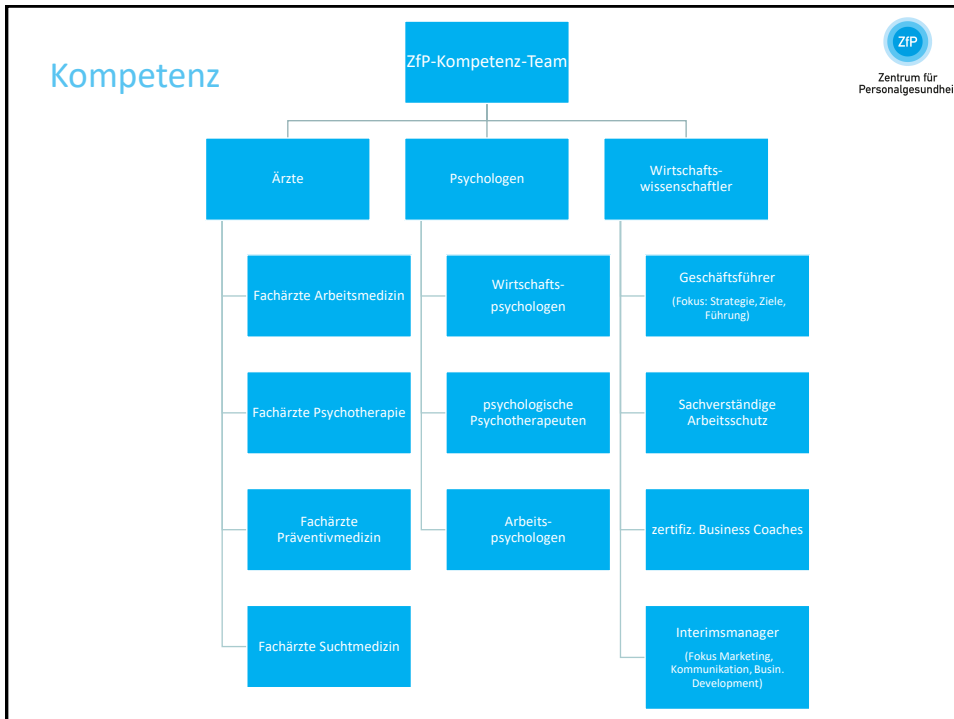 Kompetenz
ZfP-Kompetenz-Team
ZfP
Zentrum für
Personalgesundhei
Ärzte
Psychologen
Wirtschafts-
wissenschaftler
Fachärzte Arbeitsmedizin
Wirtschafts-
psychologen
Geschäftsführer
(Fokus: Strategie, Ziele,
Führung)
Fachärzte Psychotherapie
psychologische
Psychotherapeuten
Sachverständige
Arbeitsschutz
Fachärzte
Präventivmedizin
Arbeits-
psychologen
zertifiz. Business Coaches
Fachärzte Suchtmedizin
Interimsmanager
(Fokus Marketing,
Kommunikation, Busin.
Development)